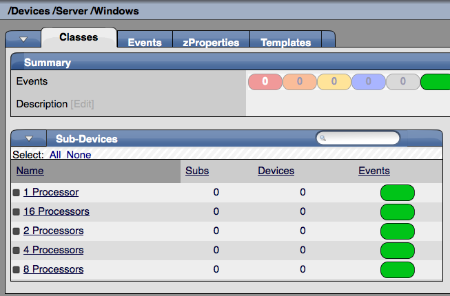 /Devices /Server /Windows
Classes Events zProperties Templates
Summary
Events 0 0 0 0 0
Description [Edit]
Sub-Devices
Select: All None
Name Subs Devices Events
1 Processor 0 0
16 Processors 0 0
2 Processors 0 0
4 Processors 0 0
8 Processors 0 0